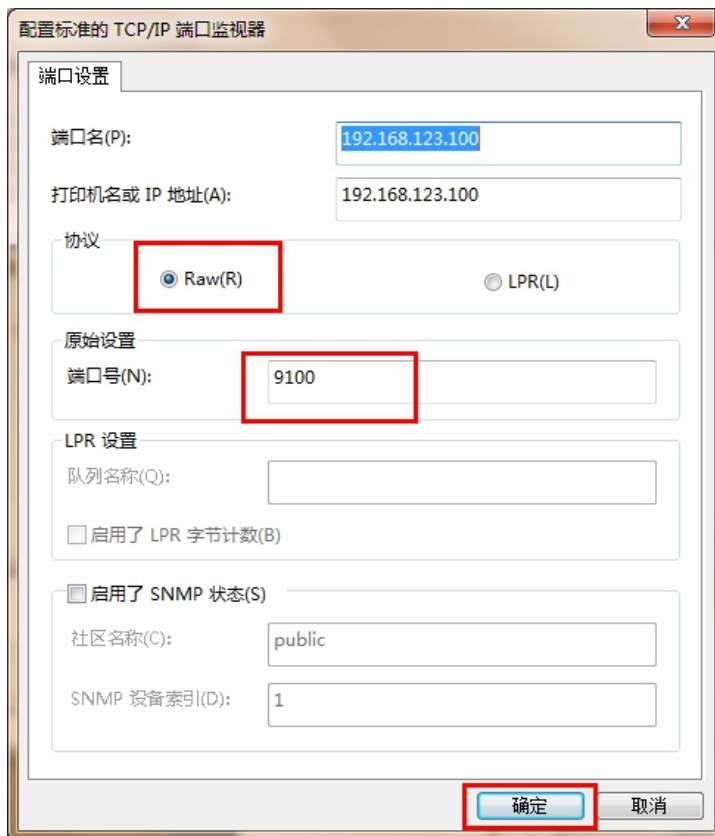 配置标准的 TCP/IP 端口监视器
端口设置
端口名(P):
192.168.123.100
打印机名或 IP 地址(A):
192.168.123.100
协议
Raw(R)
LPR(L)
原始设置
端口号(N):
9100
LPR 设置
队列名称(Q):
启用了 LPR 字节计数(B)
启用了 SNMP 状态(S)
社区名称(C):
public
SNMP 设备索引(D):
1
确定
取消